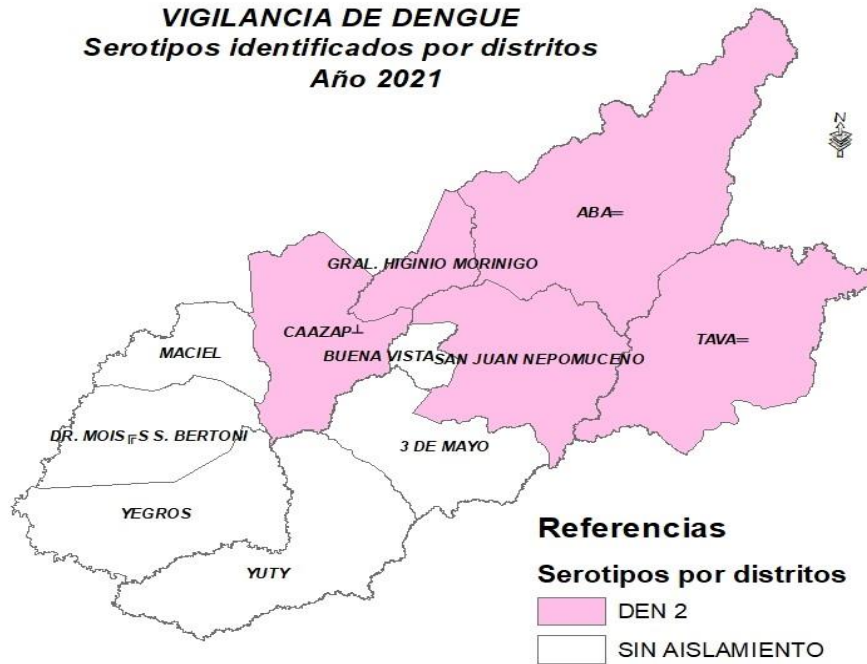 VIGILANCIA DE DENGUE
Serotipos identificados por distritos
Año 2021
N
ABA═
GRAL. HIGINIO MORINIGO
CAAZAP┴
TAVA═
MACIEL
BUENA VISTA
SAN JUAN NEPOMUCENO
DR. MOIS╔S S. BERTONI
3 DE MAYO
YEGROS
YUTY
Referencias
Serotipos por distritos
DEN 2
SIN AISLAMIENTO